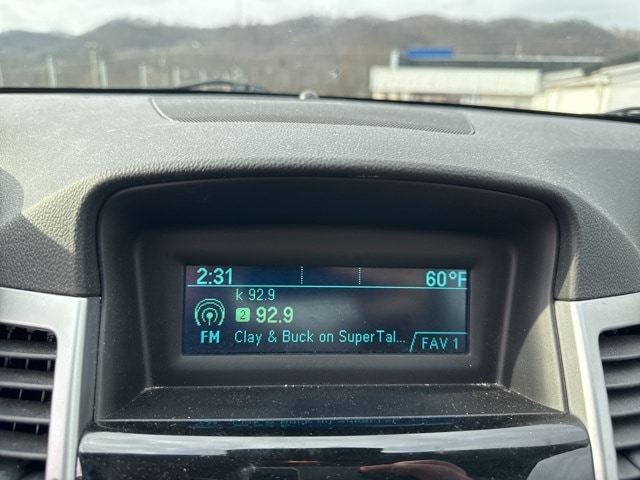 2:31 60°F
k 92.9
2 92.9
FM Clay & Buck on SuperTal... FAV 1